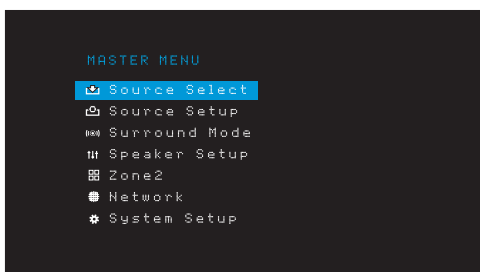 MASTER MENU
Source Select
Source Setup
Surround Mode
Speaker Setup
Zone2
Network
System Setup